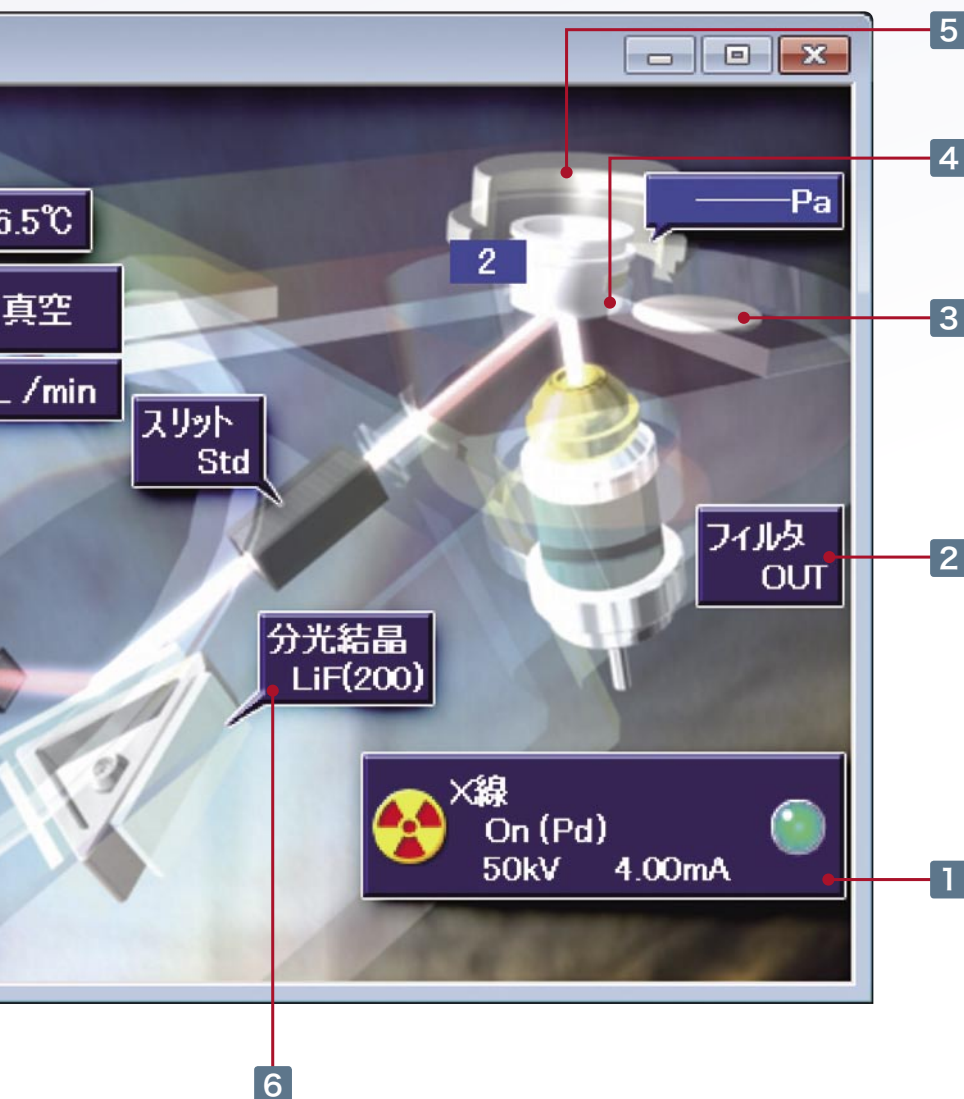 5
4
———Pa
6.5℃
2
3
真空
L /min
スリット
Std
フィルタ
OUT
2
分光結晶
LiF(200)
X線
On (Pd)
50kV 4.00mA
1
6